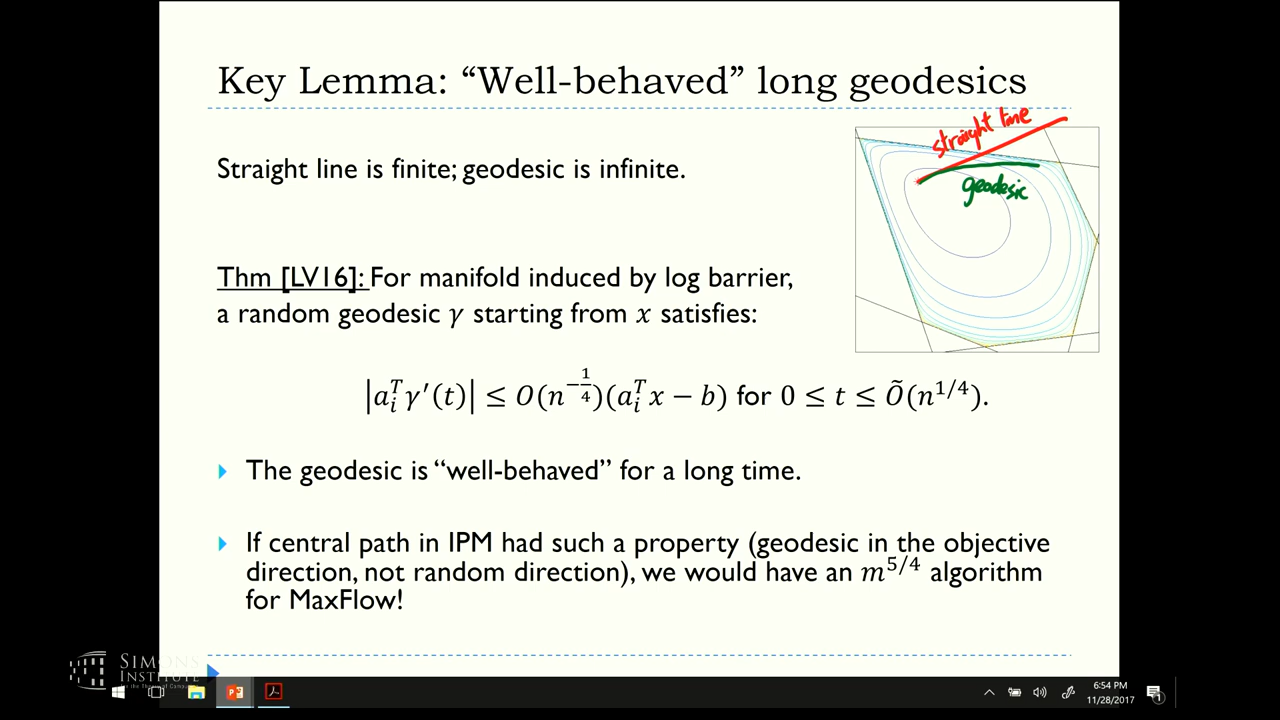 Key Lemma: “Well-behaved” long geodesics
straight line
geodesic
Straight line is finite; geodesic is infinite.
Thm [LV16]: For manifold induced by log barrier,
a random geodesic γ starting from x satisfies:
|a_i^T γ′(t)| ≤ O(n^{-1/4})(a_i^T x − b) for 0 ≤ t ≤ Õ(n^{1/4}).
The geodesic is “well-behaved” for a long time.
If central path in IPM had such a property (geodesic in the objective
direction, not random direction), we would have an m^{5/4} algorithm
for MaxFlow!
SIMONS
INSTITUTE
6:54 PM
11/28/2017